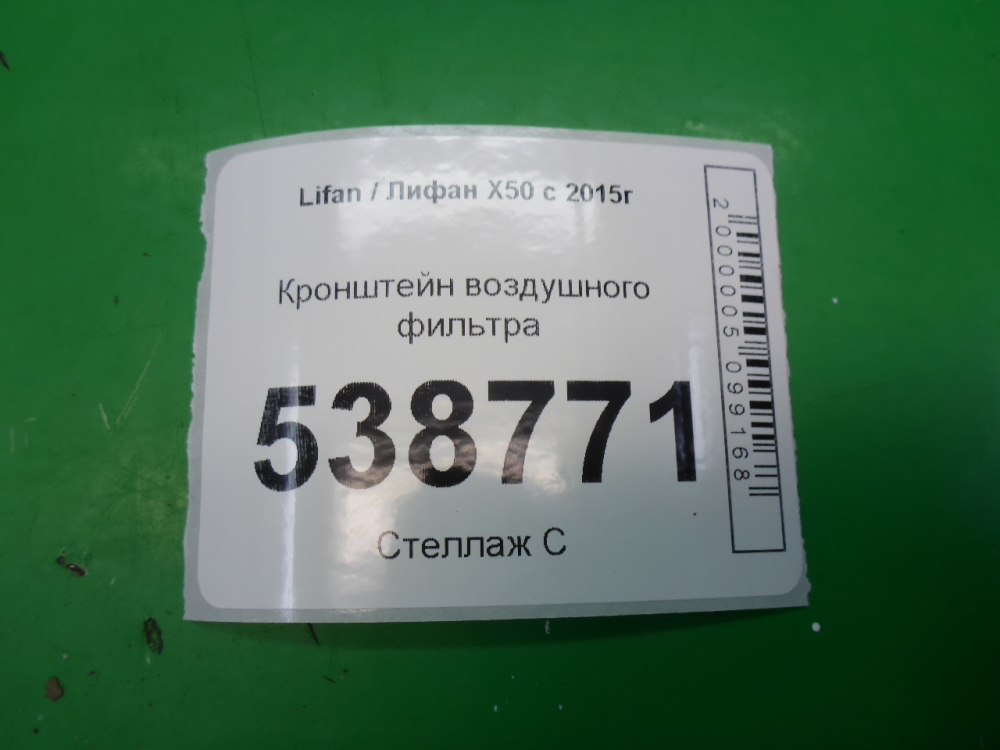 Lifan / Лифан X50 с 2015г
Кронштейн воздушного
фильтра
538771
Стеллаж С
2000005099168